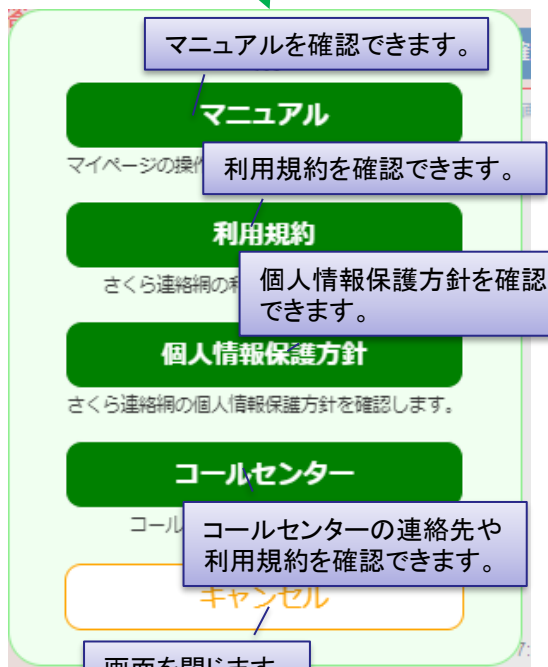 マニュアルを確認できます。
マニュアル
マイページの操作
利用規約を確認できます。
利用規約
さくら連絡網の利
個人情報保護方針を確認
できます。
個人情報保護方針
さくら連絡網の個人情報保護方針を確認します。
コールセンター
コール
コールセンターの連絡先や
利用規約を確認できます。
キャンセル
画面を閉じます